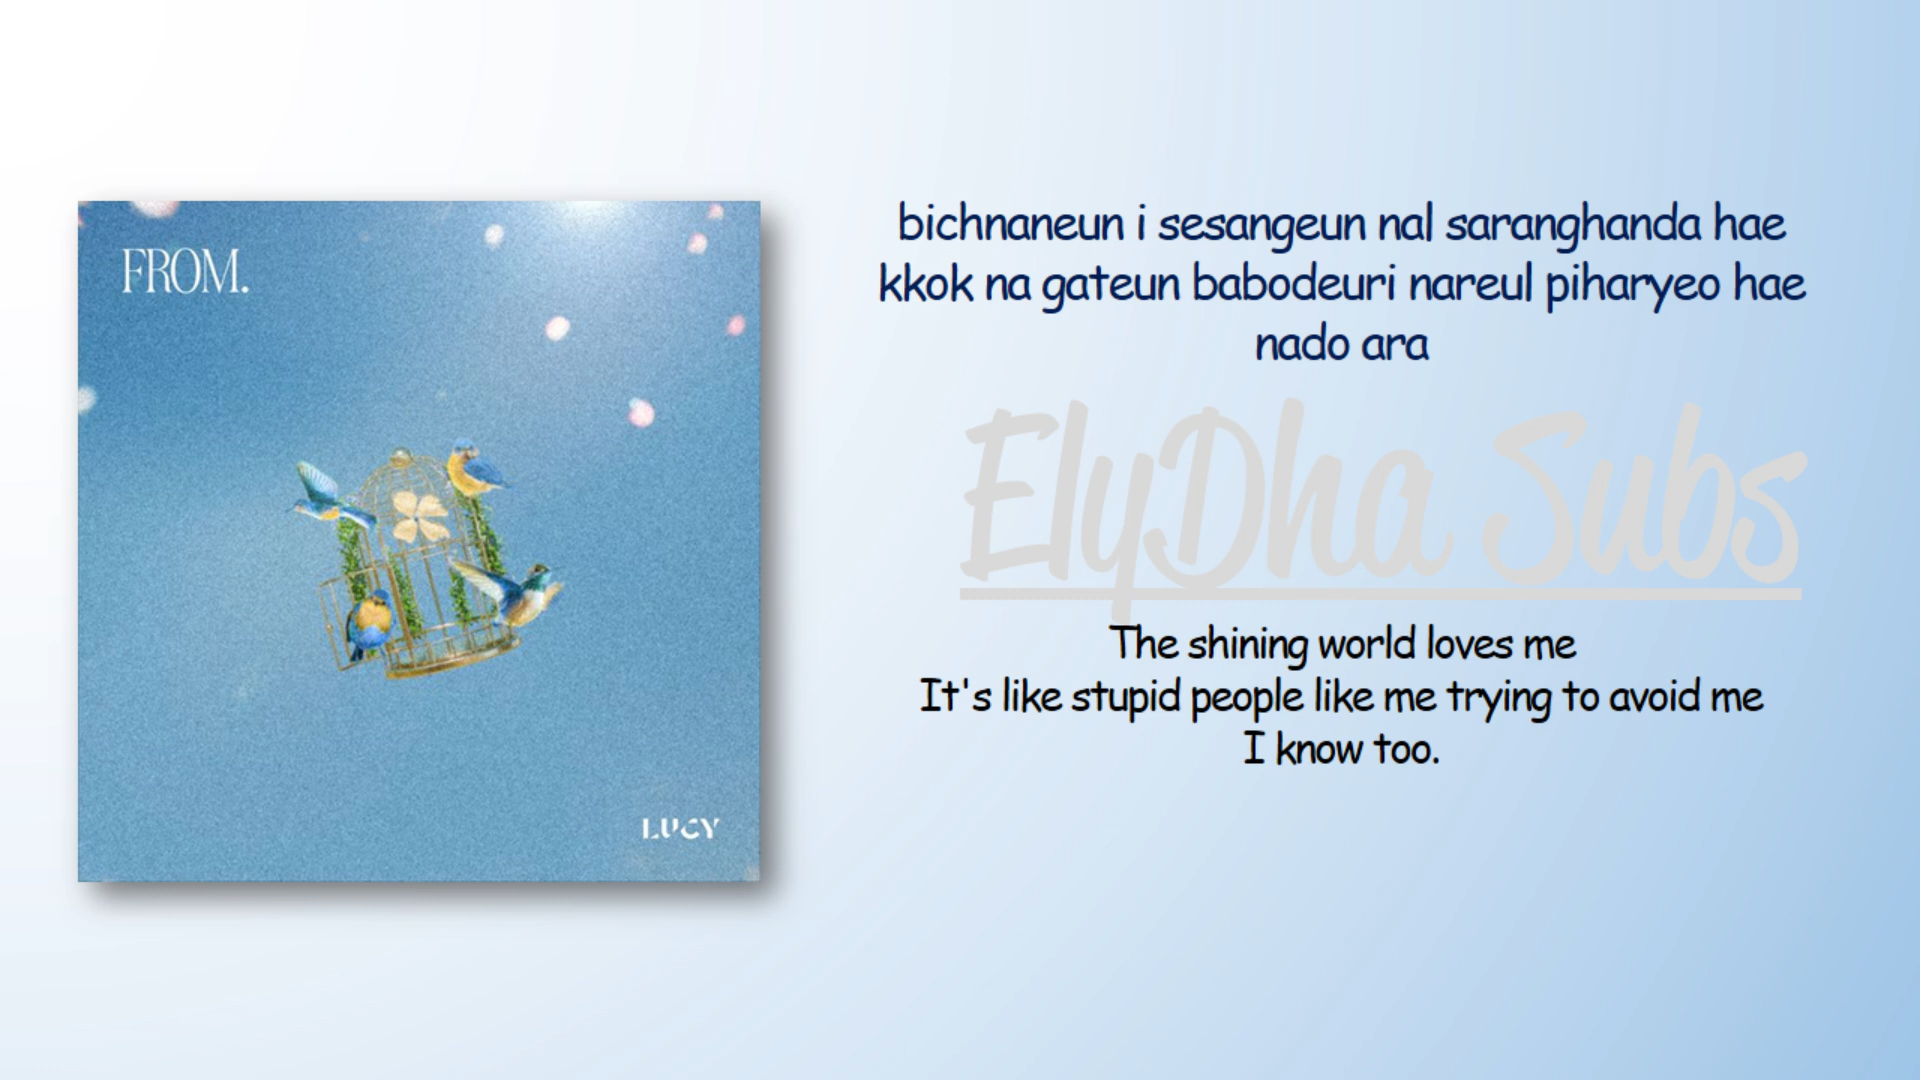 FROM.
LUCY
bichnaneun i sesangeun nal saranghanda hae
kkok na gateun babodeuri nareul piharyeo hae
nado ara
ElyDha Subs
The shining world loves me
It's like stupid people like me trying to avoid me
I know too.